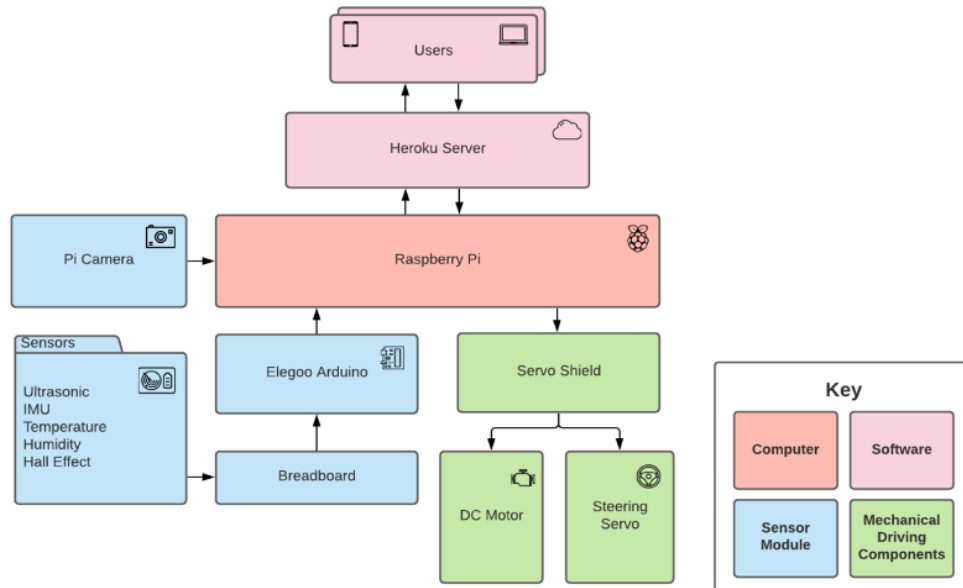 Users
Heroku Server
Pi Camera
Raspberry Pi
Sensors
Ultrasonic
IMU
Temperature
Humidity
Hall Effect
Elegoo Arduino
Breadboard
Servo Shield
DC Motor
Steering
Servo
Key
Computer
Software
Sensor
Module
Mechanical
Driving
Components